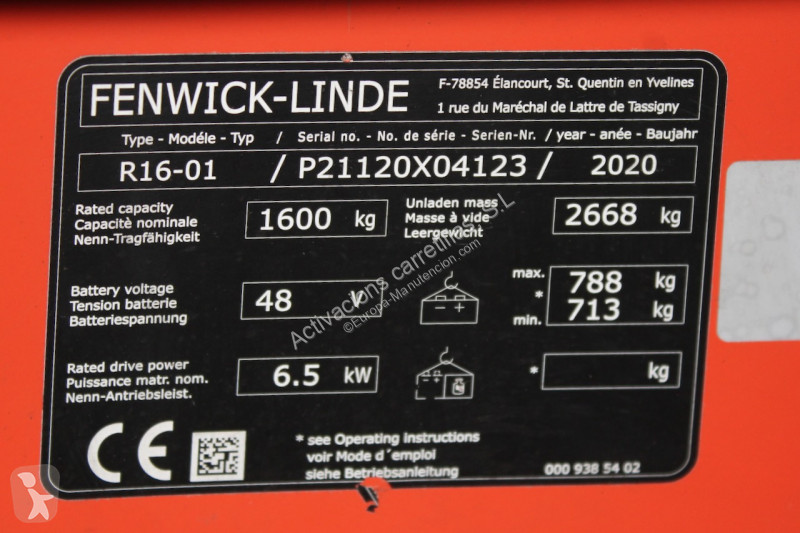 FENWICK-LINDE
F-78854 Élancourt, St. Quentin en Yvelines
1 rue du Maréchal de Lattre de Tassigny
Type - Modéle - Typ / Serial no. - No. de série - Serien-Nr. / year - anée - Baujahr
R16-01 / P21120X04123 / 2020
Rated capacity
Capacitè nominale
Nenn-Tragfähigkeit
1600 kg
Unladen mass
Masse à vide
Leergewicht
2668 kg
Battery voltage
Tension batterie
Batteriespannung
48 V
max. 788 kg
*
min. 713 kg
Rated drive power
Puissance matr. nom.
Nenn-Antriebsleist.
6.5 kW
* kg
CE
* see Operating instructions
voir Mode d´emploi
siehe Betriebsanleitung
000 938 54 02
Activacions carretillas S.L
©Europa-Manutencion.com